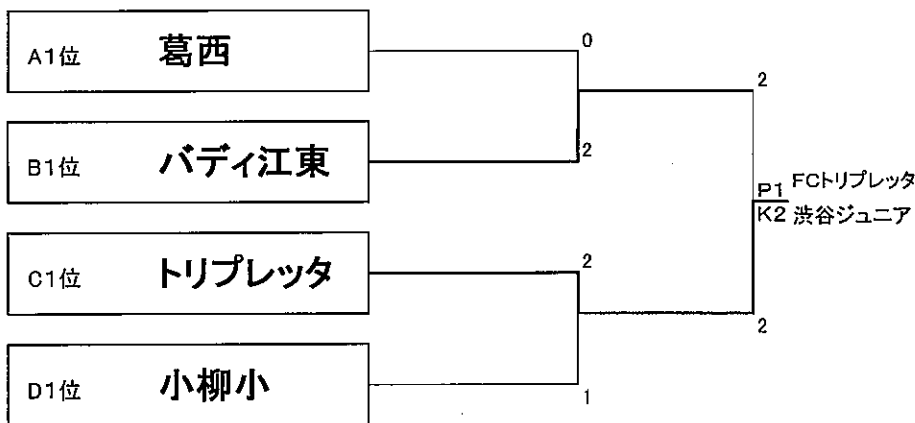 A1位 葛西
0
2
B1位 バディ江東
2
P1 FCトリプレッタ
K2 渋谷ジュニア
C1位 トリプレッタ
2
2
D1位 小柳小
1